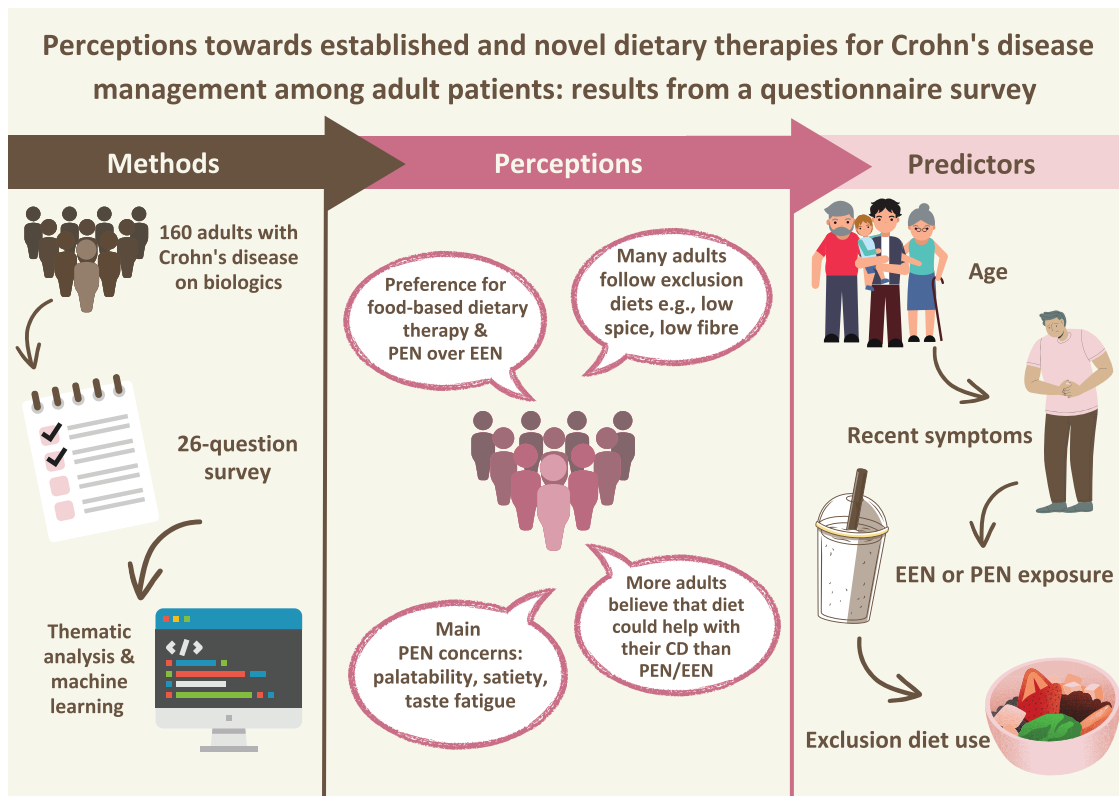 Perceptions towards established and novel dietary therapies for Crohn's disease
management among adult patients: results from a questionnaire survey
Methods
160 adults with
Crohn's disease
on biologics
26-question
survey
Thematic
analysis &
machine
learning
</>
Perceptions
Preference for
food-based dietary
therapy &
PEN over EEN
Many adults
follow exclusion
diets e.g., low
spice, low fibre
Main
PEN concerns:
palatability, satiety,
taste fatigue
More adults
believe that diet
could help with
their CD than
PEN/EEN
Predictors
Age
Recent symptoms
EEN or PEN exposure
Exclusion diet use